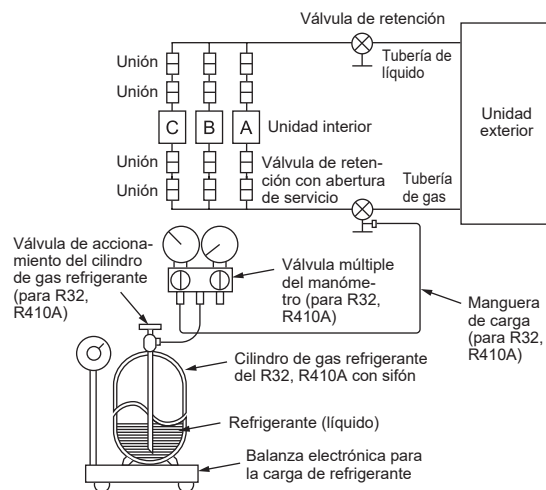 Válvula de retención
Tubería de
líquido
Unión
Unión
Unidad
exterior
C
B
A
Unidad interior
Unión
Unión
Válvula de reten-
ción con abertura
de servicio
Tubería
de gas
Válvula de acciona-
miento del cilindro
de gas refrigerante
(para R32,
R410A)
Válvula múltiple
del manóme-
tro (para R32,
R410A)
Manguera
de carga
(para R32,
R410A)
Cilindro de gas refrigerante
del R32, R410A con sifón
Refrigerante (líquido)
Balanza electrónica para
la carga de refrigerante